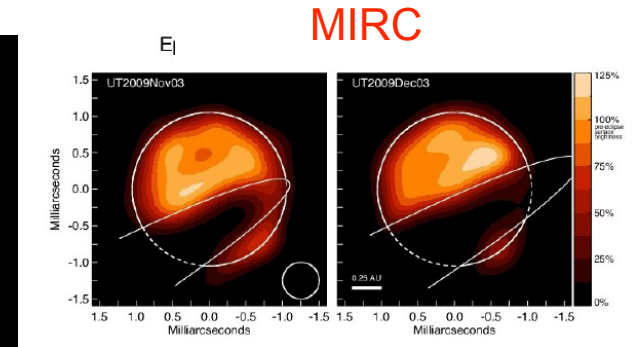 MIRC
El
UT2009Nov03
UT2009Dec03
125%
100%
pre-eclipse
surface
brightness
75%
50%
25%
0%
Milliarcseconds
1.5
1.0
0.5
0.0
-0.5
-1.0
-1.5
0.25 AU
1.5 1.0 0.5 0.0 -0.5 -1.0 -1.5
1.5 1.0 0.5 0.0 -0.5 -1.0 -1.5
Milliarcseconds
Milliarcseconds